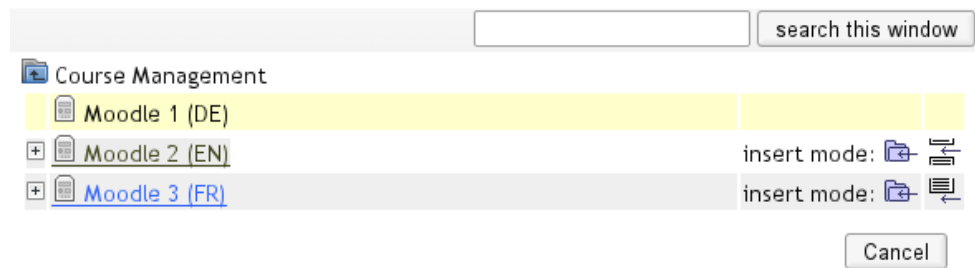 search this window
Course Management
Moodle 1 (DE)
Moodle 2 (EN) insert mode:
Moodle 3 (FR) insert mode:
Cancel